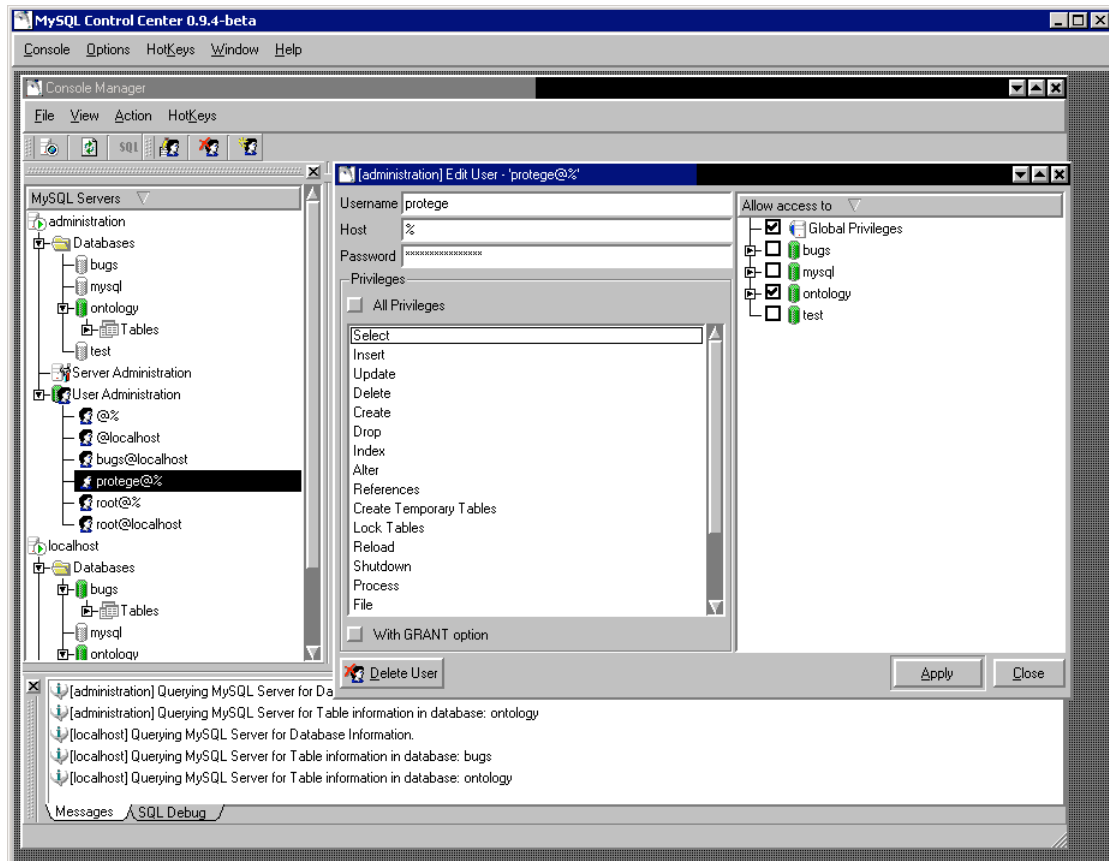 MySQL Control Center 0.9.4-beta
Console Options HotKeys Window Help
Console Manager
File View Action HotKeys
SQL
MySQL Servers
administration
Databases
bugs
mysql
ontology
Tables
test
Server Administration
User Administration
@%
@localhost
bugs@localhost
protege@%
root@%
root@localhost
localhost
Databases
bugs
Tables
mysql
ontology
[administration] Edit User - 'protege@%'
Username protege
Host %
Password ***************
Privileges
All Privileges
Select
Insert
Update
Delete
Create
Drop
Index
Alter
References
Create Temporary Tables
Lock Tables
Reload
Shutdown
Process
File
With GRANT option
Allow access to
Global Privileges
bugs
mysql
ontology
test
Delete User
Apply Close
[administration] Querying MySQL Server for Da
[administration] Querying MySQL Server for Table information in database: ontology
[localhost] Querying MySQL Server for Database Information.
[localhost] Querying MySQL Server for Table information in database: bugs
[localhost] Querying MySQL Server for Table information in database: ontology
Messages SQL Debug